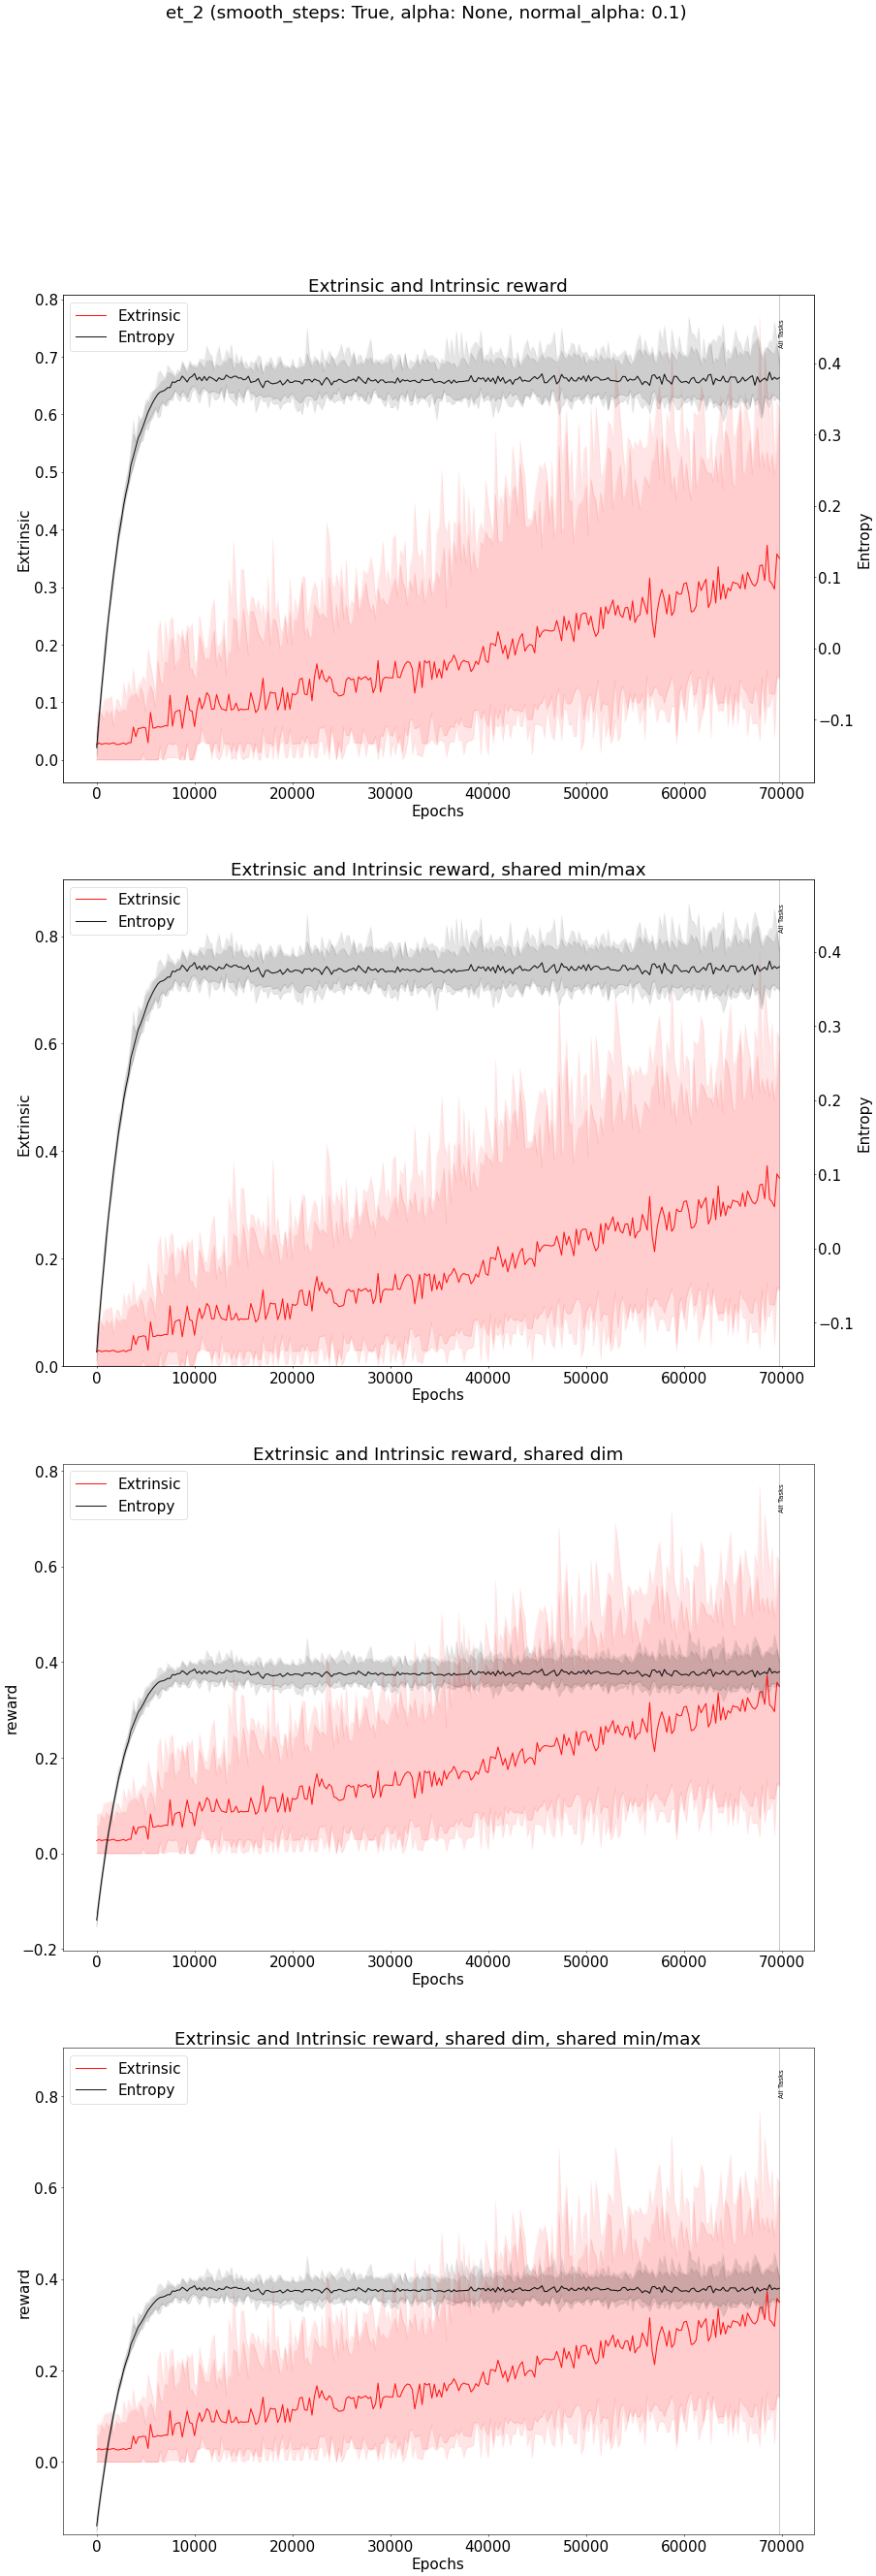 et_2 (smooth_steps: True, alpha: None, normal_alpha: 0.1)
Extrinsic and Intrinsic reward
Extrinsic
Entropy
All Tasks
0.8
0.7
0.6
0.5
0.4
0.3
0.2
0.1
0.0
Extrinsic
0.4
0.3
0.2
0.1
0.0
−0.1
Entropy
0 10000 20000 30000 40000 50000 60000 70000
Epochs
Extrinsic and Intrinsic reward, shared min/max
Extrinsic
Entropy
All Tasks
0.8
0.6
0.4
0.2
0.0
Extrinsic
0.4
0.3
0.2
0.1
0.0
−0.1
Entropy
0 10000 20000 30000 40000 50000 60000 70000
Epochs
Extrinsic and Intrinsic reward, shared dim
Extrinsic
Entropy
All Tasks
0.8
0.6
0.4
0.2
0.0
−0.2
reward
0 10000 20000 30000 40000 50000 60000 70000
Epochs
Extrinsic and Intrinsic reward, shared dim, shared min/max
Extrinsic
Entropy
All Tasks
0.8
0.6
0.4
0.2
0.0
reward
0 10000 20000 30000 40000 50000 60000 70000
Epochs